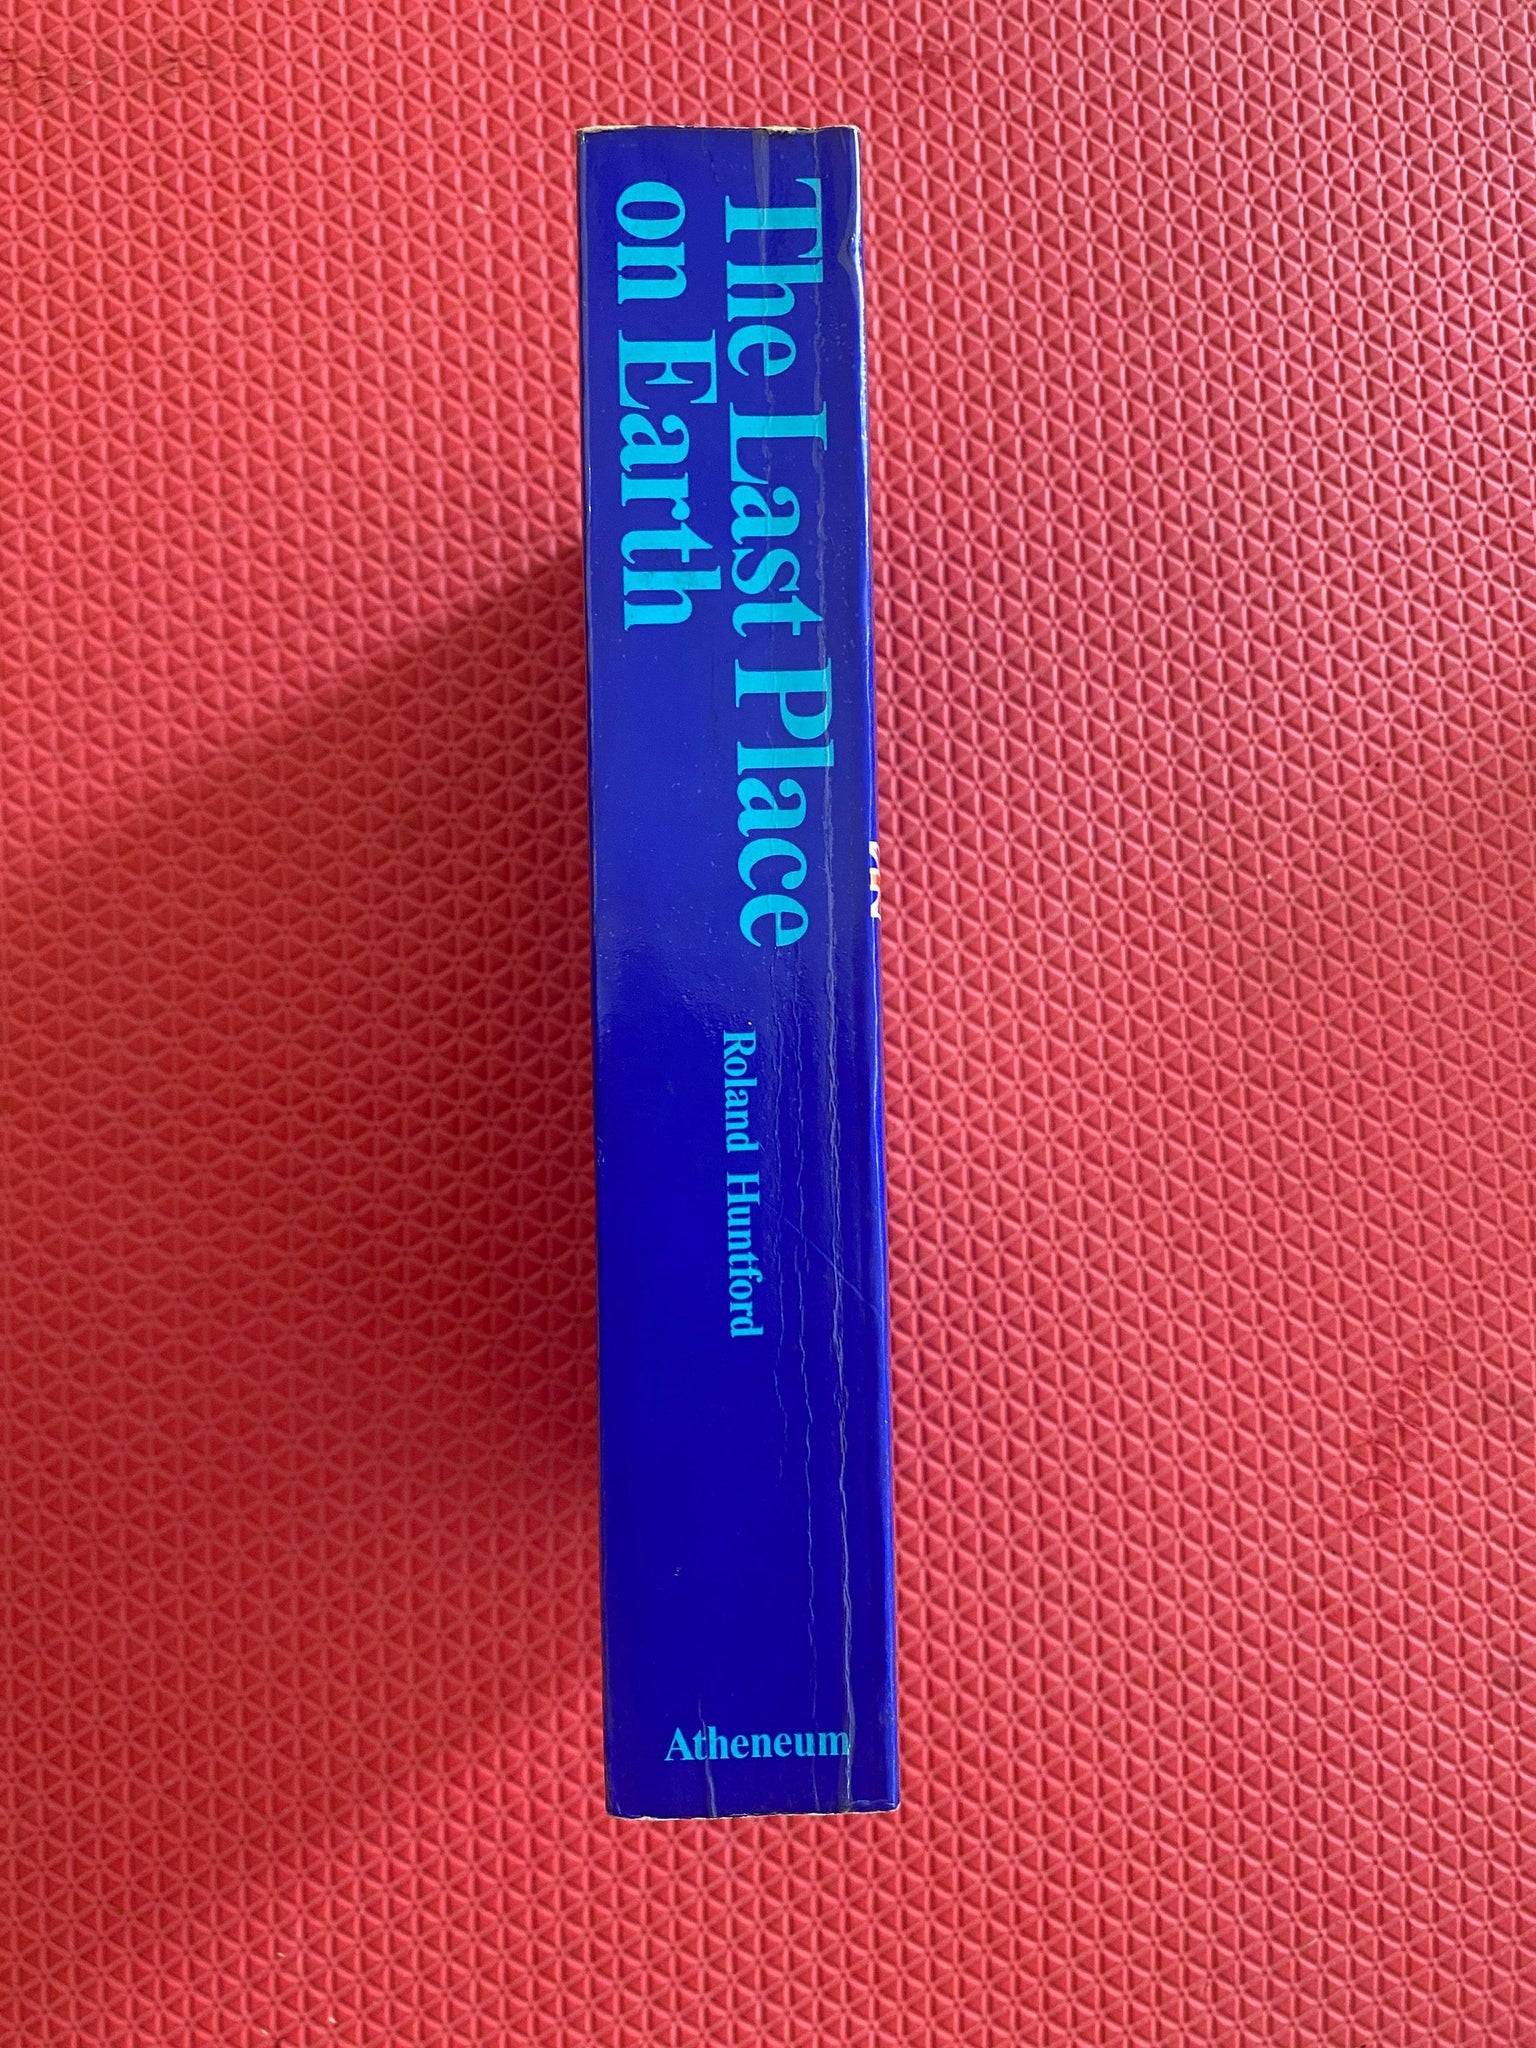 The Last Place
on Earth
Roland Huntford
Atheneum